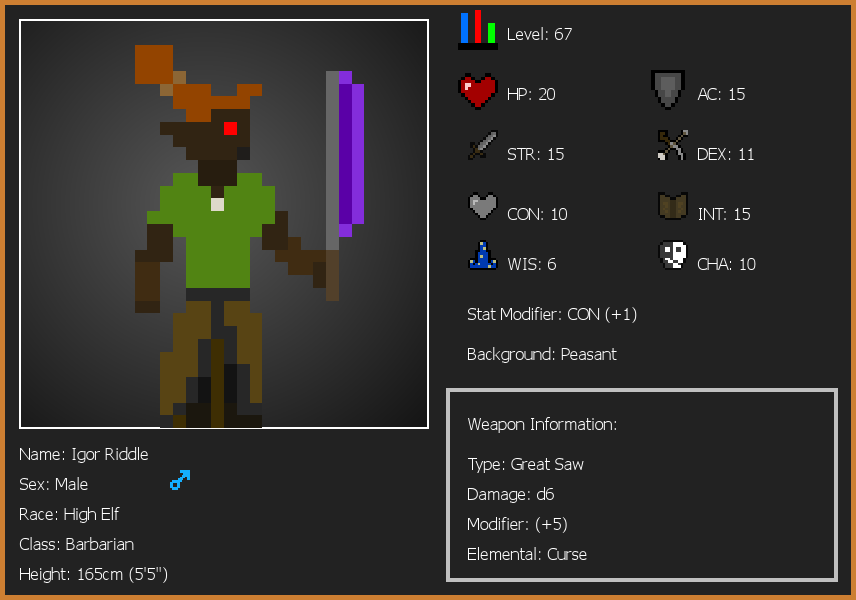 Level: 67
HP: 20
AC: 15
STR: 15
DEX: 11
CON: 10
INT: 15
WIS: 6
CHA: 10
Stat Modifier: CON (+1)
Background: Peasant
Weapon Information:
Type: Great Saw
Damage: d6
Modifier: (+5)
Elemental: Curse
Name: Igor Riddle
Sex: Male
Race: High Elf
Class: Barbarian
Height: 165cm (5'5")